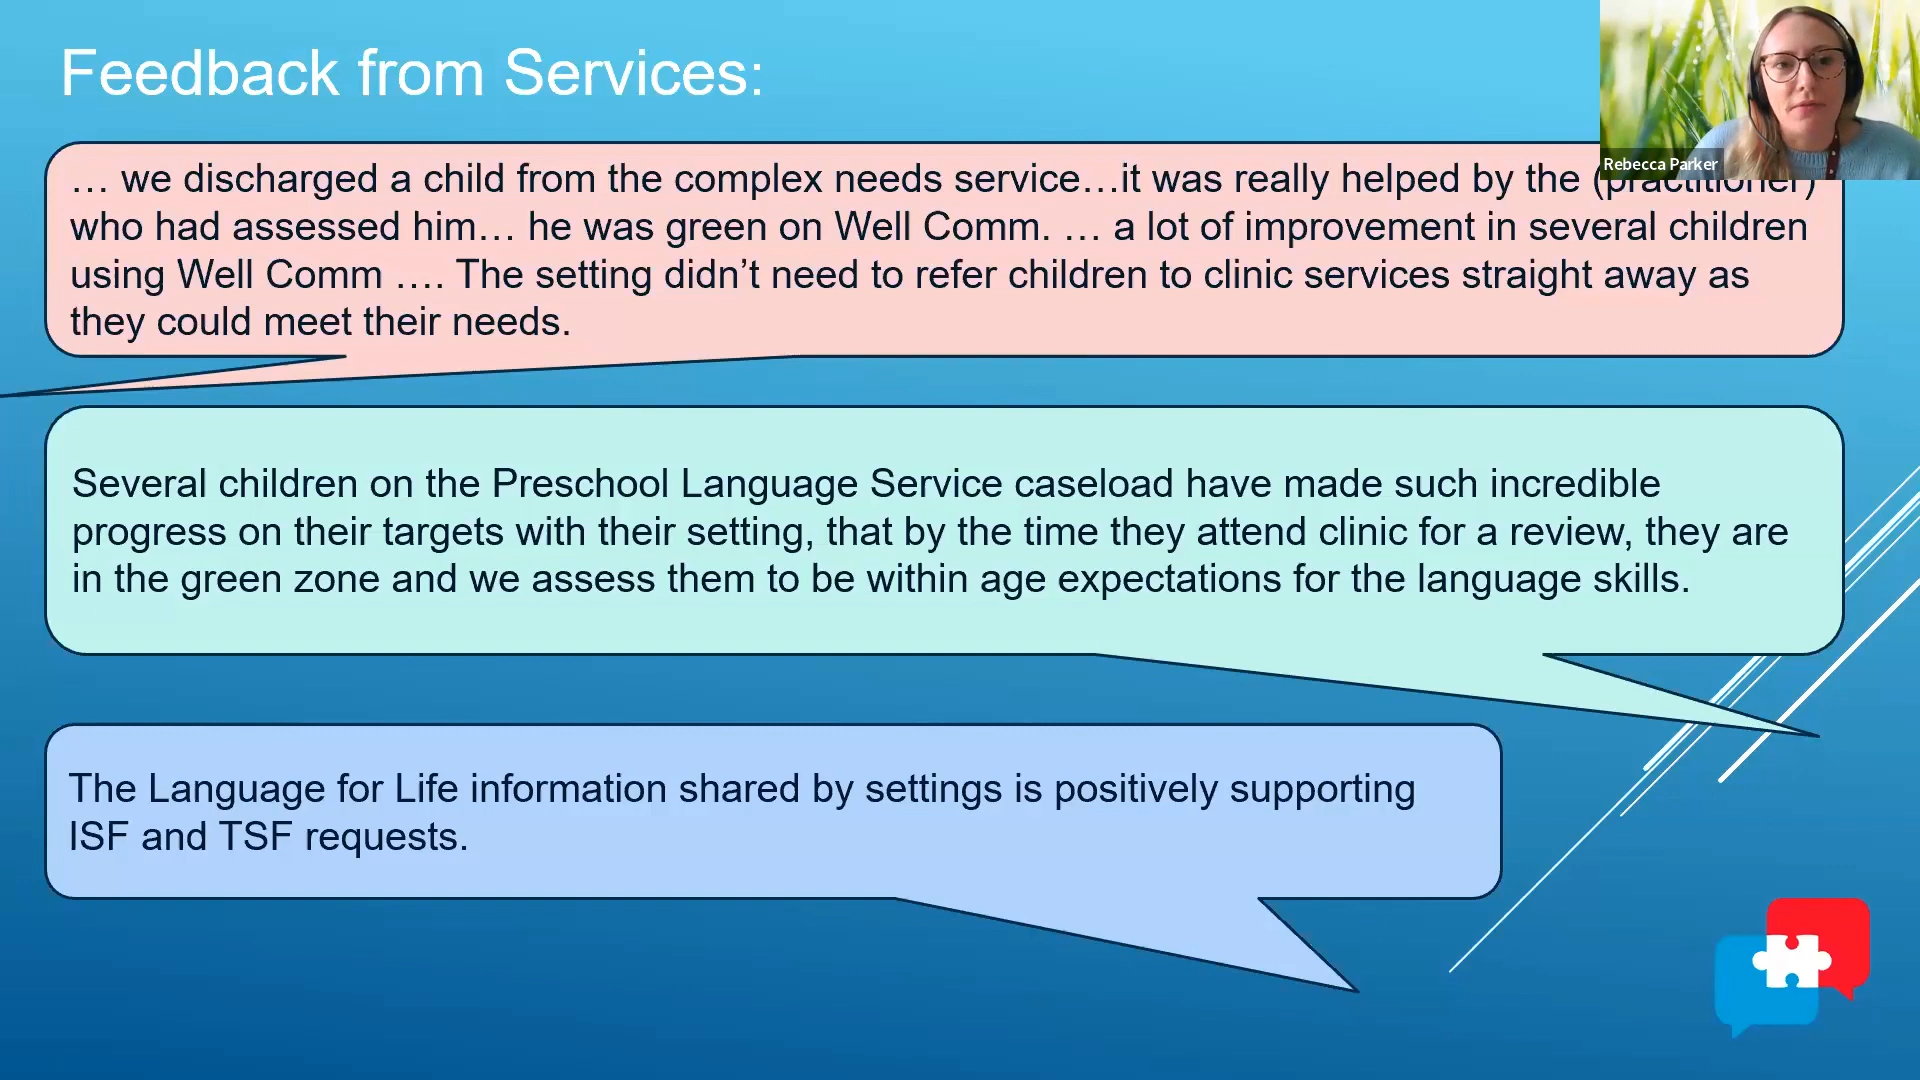 Feedback from Services:
Rebecca Parker
… we discharged a child from the complex needs service…it was really helped by the (practitioner)
who had assessed him… he was green on Well Comm. … a lot of improvement in several children
using Well Comm …. The setting didn’t need to refer children to clinic services straight away as
they could meet their needs.
Several children on the Preschool Language Service caseload have made such incredible
progress on their targets with their setting, that by the time they attend clinic for a review, they are
in the green zone and we assess them to be within age expectations for the language skills.
The Language for Life information shared by settings is positively supporting
ISF and TSF requests.